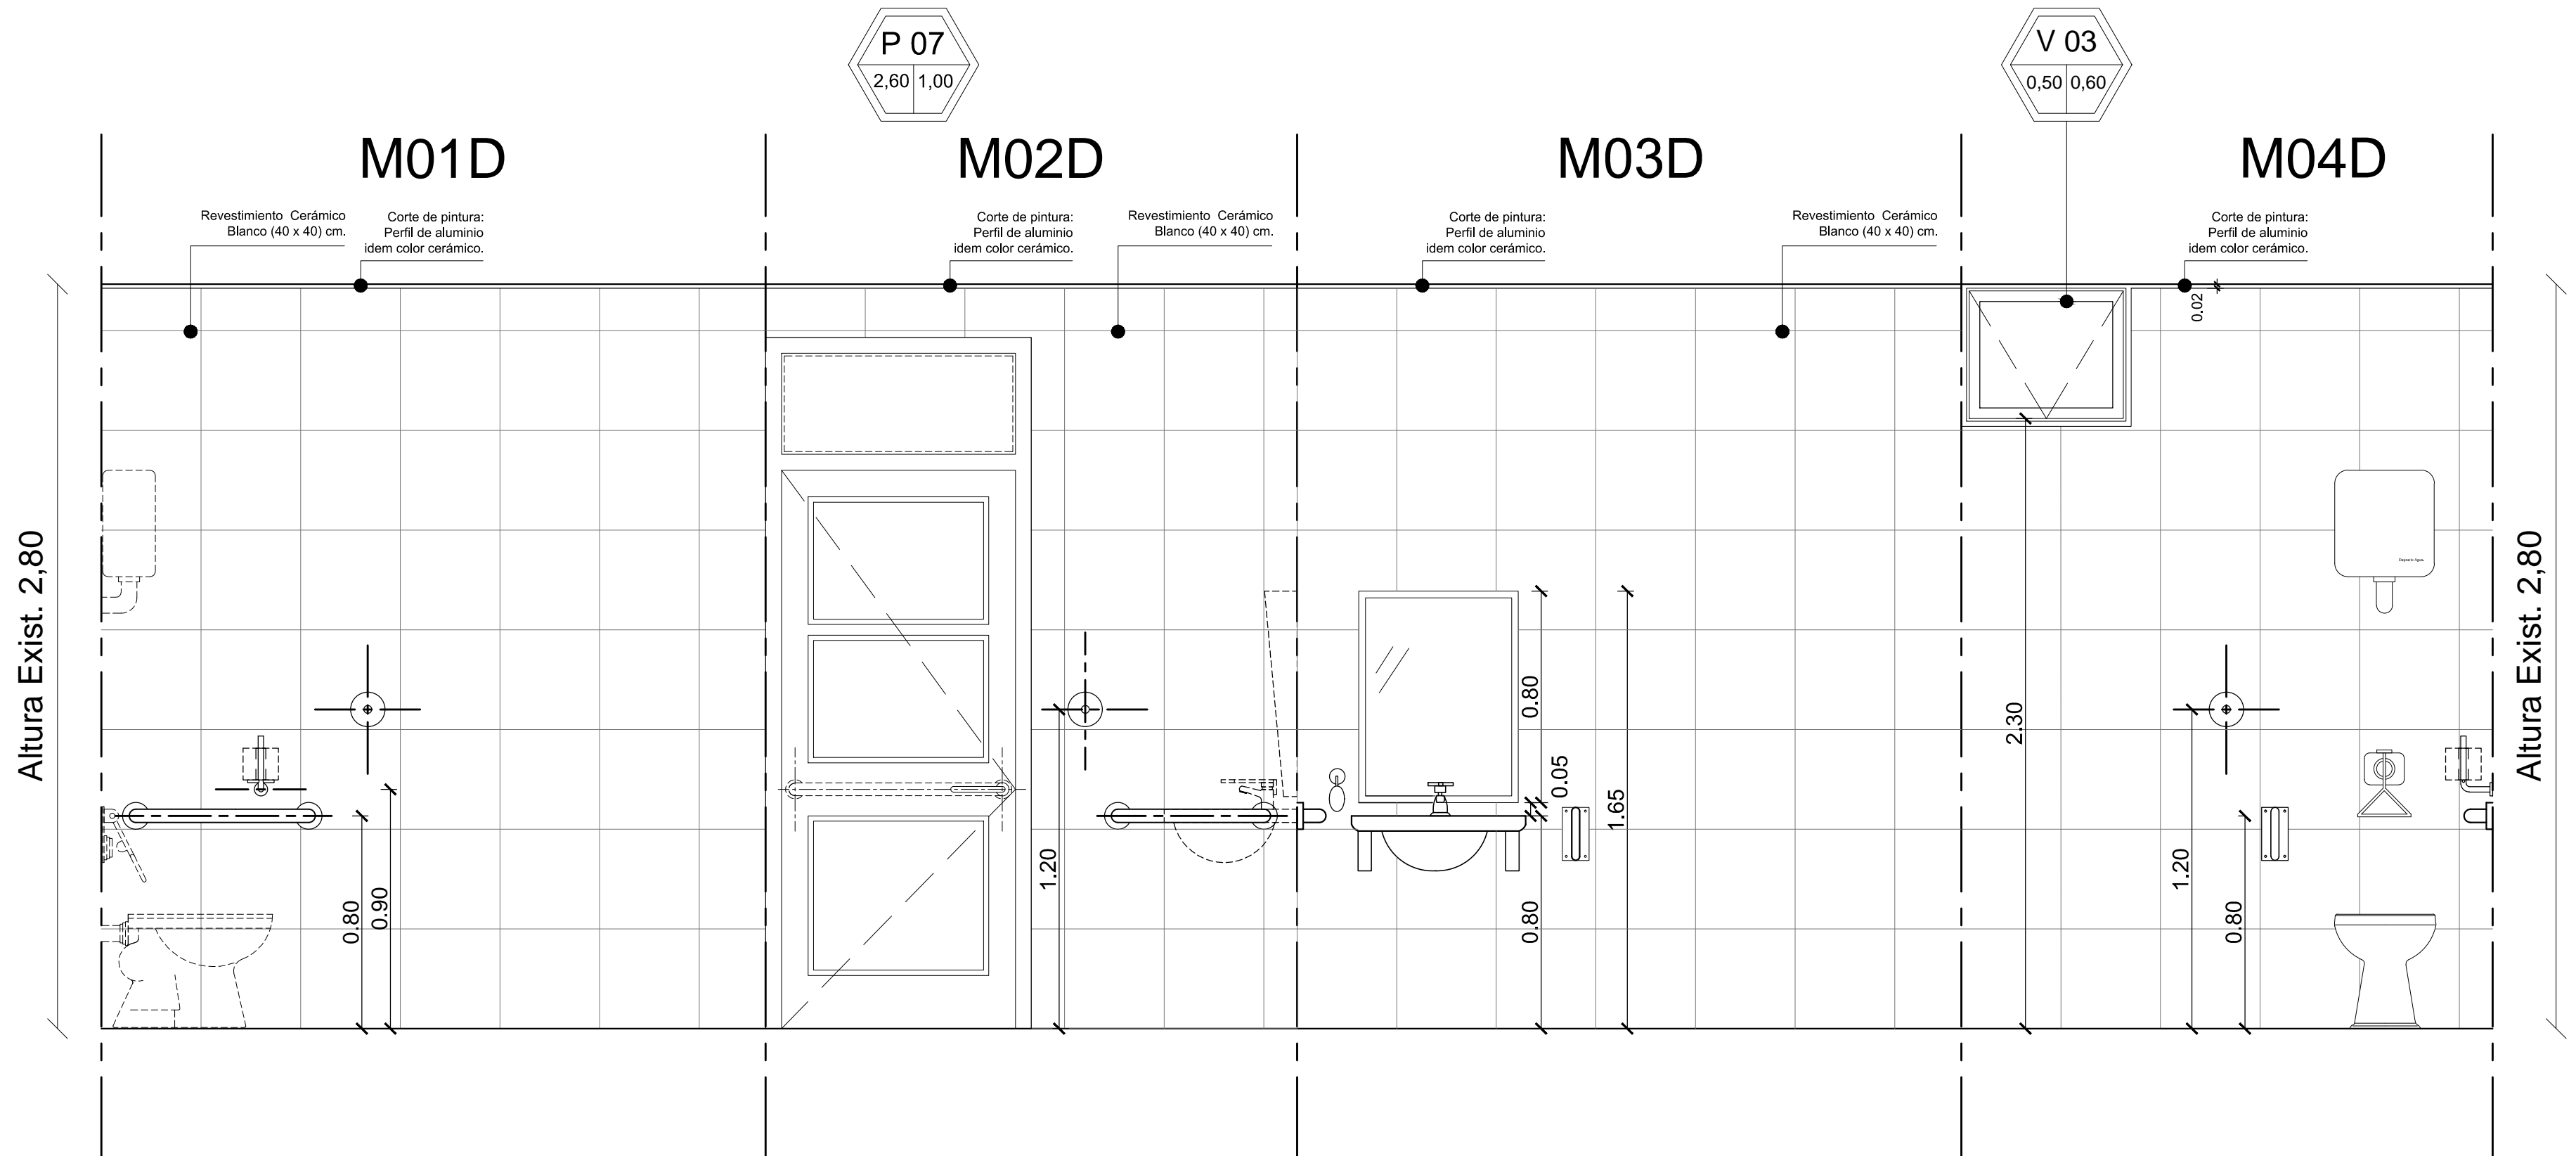 P 07
2,60 1,00
V 03
0,50 0,60
M01D
M02D
M03D
M04D
Revestimiento Cerámico
Blanco (40 x 40) cm.
Corte de pintura:
Perfil de aluminio
idem color cerámico.
Corte de pintura:
Perfil de aluminio
idem color cerámico.
Revestimiento Cerámico
Blanco (40 x 40) cm.
Corte de pintura:
Perfil de aluminio
idem color cerámico.
Revestimiento Cerámico
Blanco (40 x 40) cm.
Corte de pintura:
Perfil de aluminio
idem color cerámico.
0.02
Altura Exist. 2,80
0.80
0.90
1.20
0.80
0.05
1.65
0.80
2.30
1.20
0.80
Altura Exist. 2,80